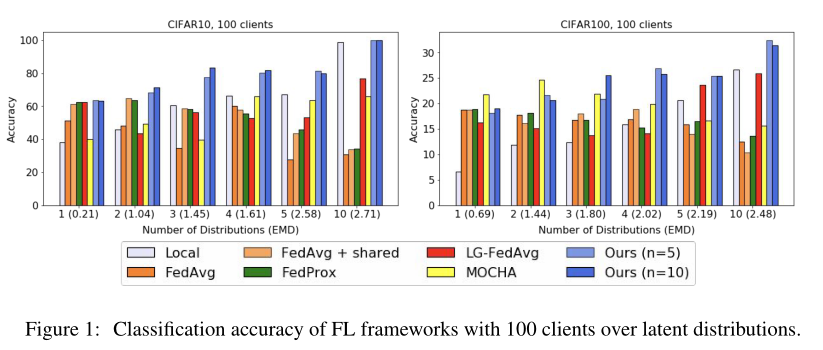 CIFAR10, 100 clients
100
80
60
40
20
0
Accuracy
1 (0.21) 2 (1.04) 3 (1.45) 4 (1.61) 5 (2.58) 10 (2.71)
Number of Distributions (EMD)
CIFAR100, 100 clients
30
25
20
15
10
5
0
Accuracy
1 (0.69) 2 (1.44) 3 (1.80) 4 (2.02) 5 (2.19) 10 (2.48)
Number of Distributions (EMD)
Local FedAvg + shared LG-FedAvg Ours (n=5)
FedAvg FedProx MOCHA Ours (n=10)
Figure 1: Classification accuracy of FL frameworks with 100 clients over latent distributions.